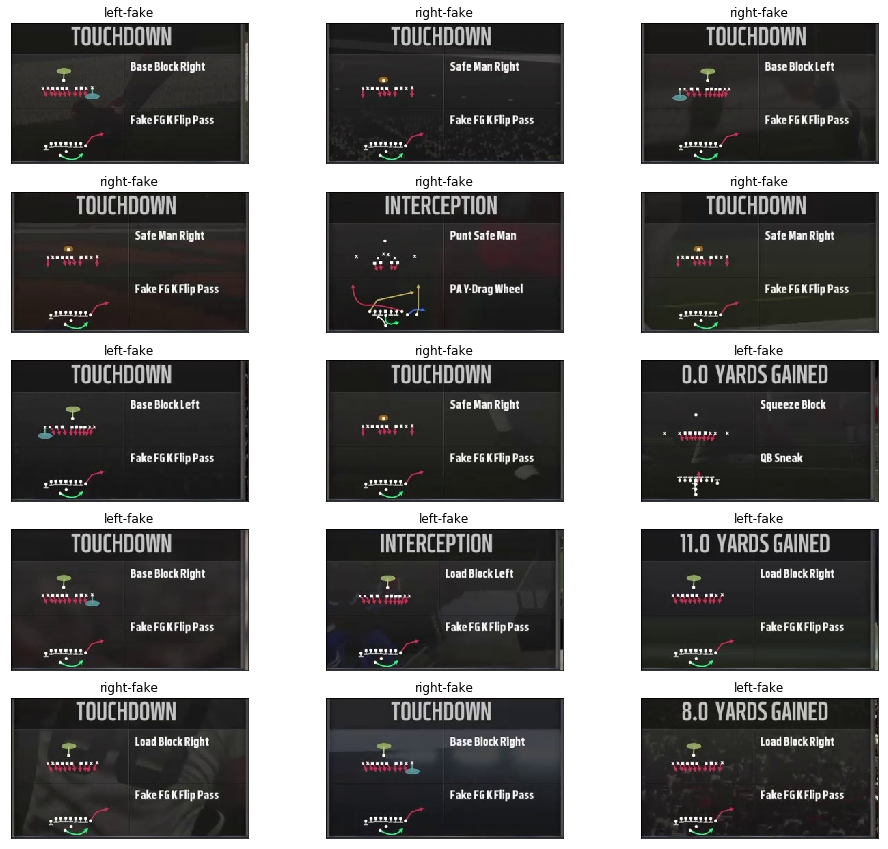 left-fake
TOUCHDOWN
Base Block Right
Fake FG K Flip Pass
right-fake
TOUCHDOWN
Safe Man Right
Fake FG K Flip Pass
right-fake
TOUCHDOWN
Base Block Left
Fake FG K Flip Pass
right-fake
TOUCHDOWN
Safe Man Right
Fake FG K Flip Pass
right-fake
INTERCEPTION
Punt Safe Man
PA Y-Drag Wheel
right-fake
TOUCHDOWN
Safe Man Right
Fake FG K Flip Pass
left-fake
TOUCHDOWN
Base Block Left
Fake FG K Flip Pass
right-fake
TOUCHDOWN
Safe Man Right
Fake FG K Flip Pass
left-fake
0.0 YARDS GAINED
Squeeze Block
QB Sneak
left-fake
TOUCHDOWN
Base Block Right
Fake FG K Flip Pass
left-fake
INTERCEPTION
Load Block Left
Fake FG K Flip Pass
left-fake
11.0 YARDS GAINED
Load Block Right
Fake FG K Flip Pass
right-fake
TOUCHDOWN
Load Block Right
Fake FG K Flip Pass
right-fake
TOUCHDOWN
Base Block Right
Fake FG K Flip Pass
left-fake
8.0 YARDS GAINED
Load Block Right
Fake FG K Flip Pass